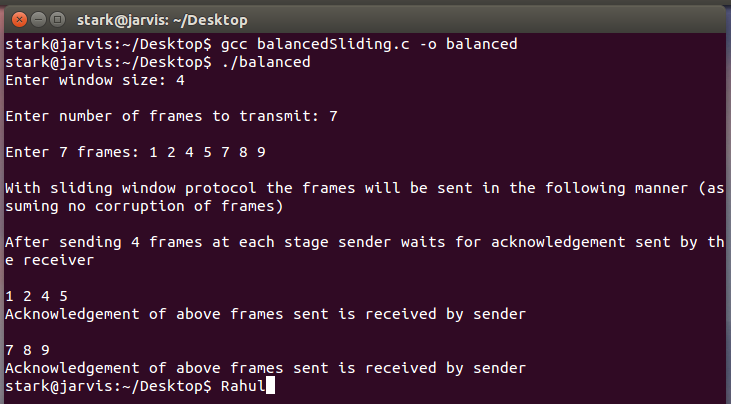 stark@jarvis: ~/Desktop
stark@jarvis:~/Desktop$ gcc balancedSliding.c -o balanced
stark@jarvis:~/Desktop$ ./balanced
Enter window size: 4
Enter number of frames to transmit: 7
Enter 7 frames: 1 2 4 5 7 8 9
With sliding window protocol the frames will be sent in the following manner (as
suming no corruption of frames)
After sending 4 frames at each stage sender waits for acknowledgement sent by th
e receiver
1 2 4 5
Acknowledgement of above frames sent is received by sender
7 8 9
Acknowledgement of above frames sent is received by sender
stark@jarvis:~/Desktop$ Rahul